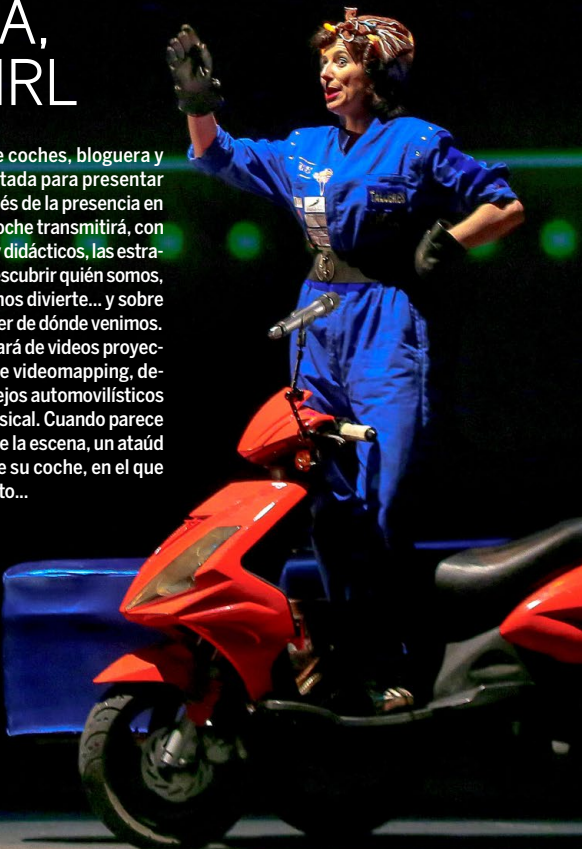 A,
IRL
e coches, bloguera y
tada para presentar
és de la presencia en
oche transmitirá, con
y didácticos, las estra-
escubrir quién somos,
nos divierte... y sobre
er de dónde venimos.
ará de videos proyec-
e videomapping, de-
ejos automovilísticos
sical. Cuando parece
e la escena, un ataúd
e su coche, en el que
to...